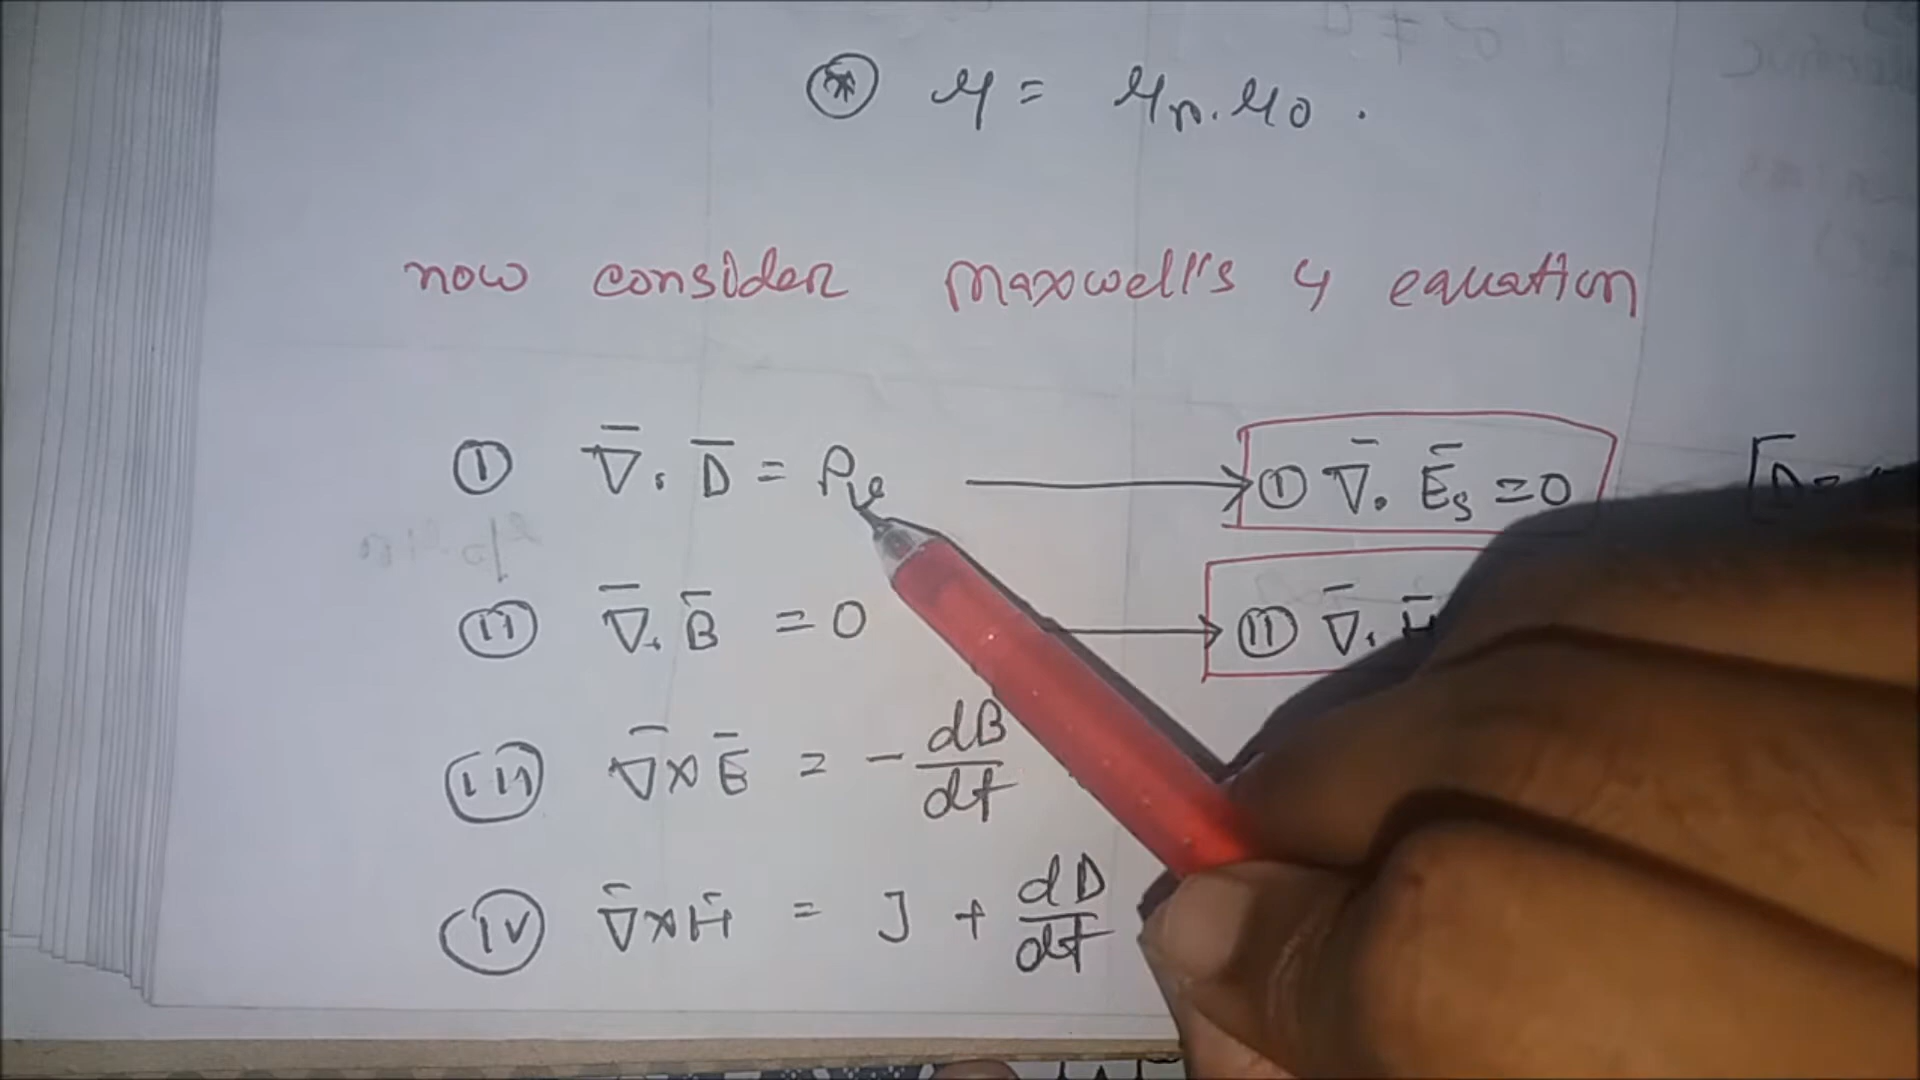 ⊛ μ = μr.μ0.
now consider maxwell's 4 equation
(I) ∇̄. D̄ = ρv → (I) ∇̄. Ēs = 0
(II) ∇̄. B̄ = 0 → (II) ∇̄.
(III) ∇̄×Ē = - dB/dt
(IV) ∇̄×H̄ = J + dD/dt